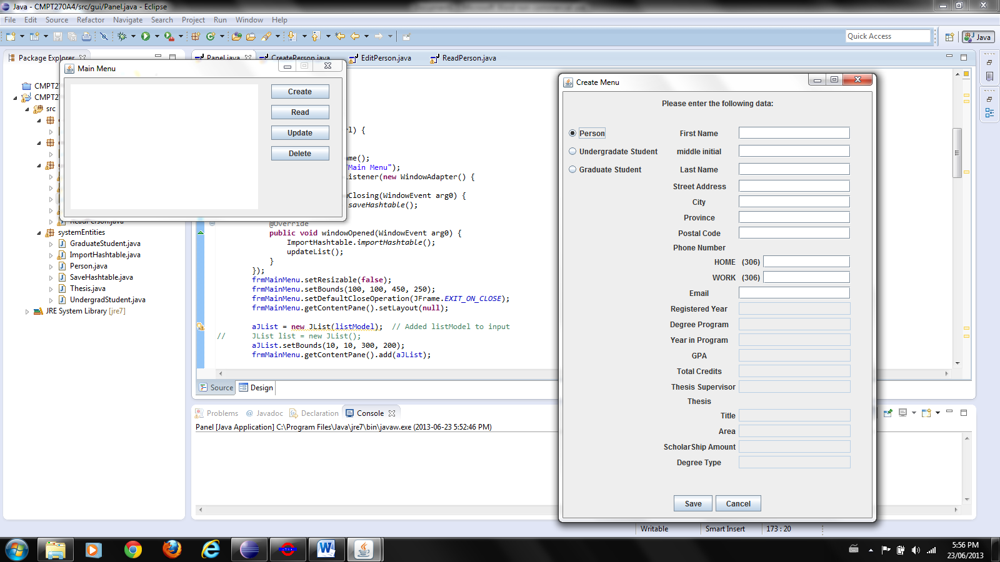 Java - CMPT270A4/src/gui/Panel.java - Eclipse
File Edit Source Refactor Navigate Search Project Run Window Help
Quick Access
Java
Package Explorer
Panel.java CreatePerson.java EditPerson.java ReadPerson.java
CMPT27
CMPT27
src
ReadPerson.java
systemEntities
GraduateStudent.java
ImportHashtable.java
Person.java
SaveHashtable.java
Thesis.java
UndergradStudent.java
JRE System Library [jre7]
Main Menu
Create
Read
Update
Delete
rl) {
ame();
"Main Menu");
istener(new WindowAdapter() {
wClosing(WindowEvent arg0) {
saveHashtable();
@Override
public void windowOpened(WindowEvent arg0) {
ImportHashtable.importHashtable();
updateList();
}
});
frmMainMenu.setResizable(false);
frmMainMenu.setBounds(100, 100, 450, 250);
frmMainMenu.setDefaultCloseOperation(JFrame.EXIT_ON_CLOSE);
frmMainMenu.getContentPane().setLayout(null);
aJList = new JList(listModel);  // Added listModel to input
// JList list = new JList();
aJList.setBounds(10, 10, 300, 200);
frmMainMenu.getContentPane().add(aJList);
Source Design
Problems @ Javadoc Declaration Console
Panel [Java Application] C:\Program Files\Java\jre7\bin\javaw.exe (2013-06-23 5:52:46 PM)
Create Menu
Please enter the following data:
Person
Undergradate Student
Graduate Student
First Name
middle initial
Last Name
Street Address
City
Province
Postal Code
Phone Number
HOME (306)
WORK (306)
Email
Registered Year
Degree Program
Year in Program
GPA
Total Credits
Thesis Supervisor
Thesis
Title
Area
ScholarShip Amount
Degree Type
Save Cancel
Writable Smart Insert 173 : 20
5:56 PM
23/06/2013